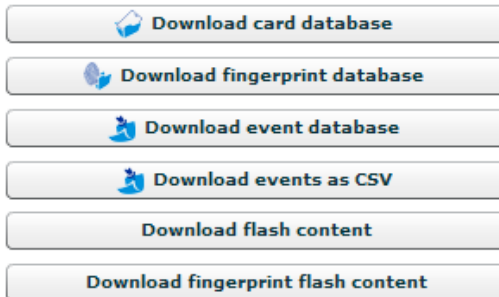 Download card database
Download fingerprint database
Download event database
Download events as CSV
Download flash content
Download fingerprint flash content